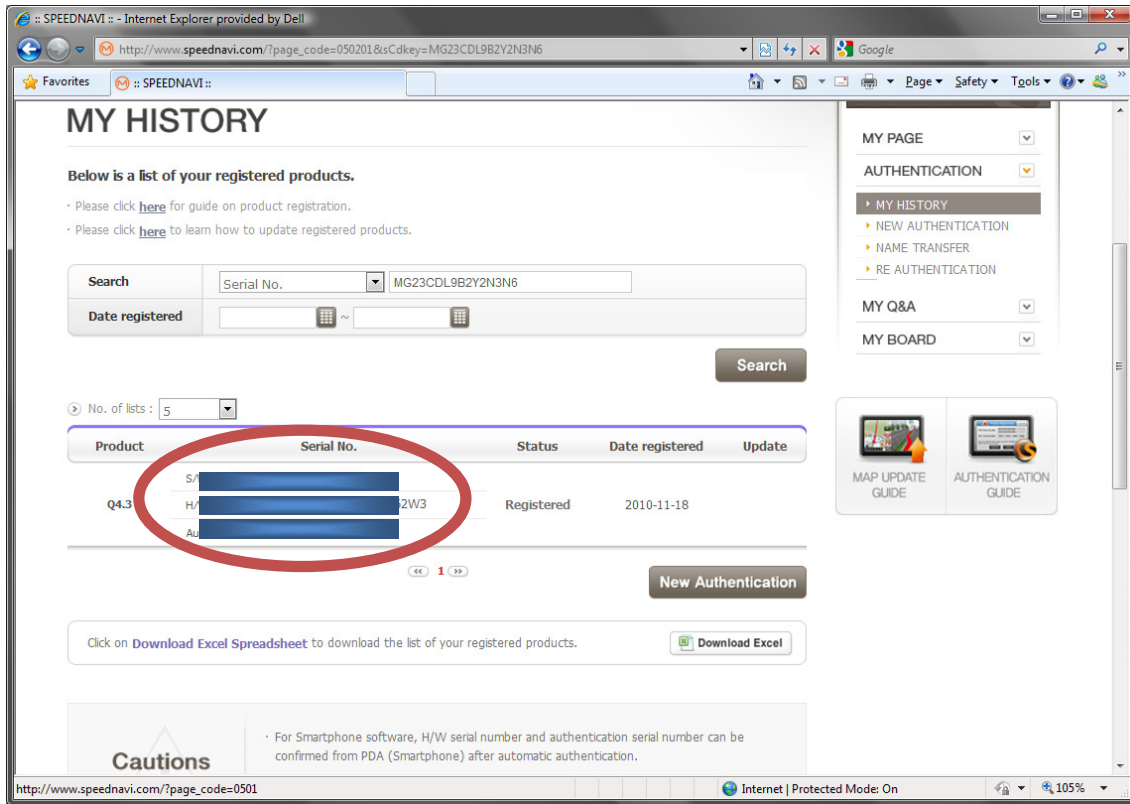 :: SPEEDNAVI :: - Internet Explorer provided by Dell
http://www.speednavi.com/?page_code=050201&sCdkey=MG23CDL9B2Y2N3N6
Google
Favorites
:: SPEEDNAVI ::
Page
Safety
Tools
MY HISTORY
Below is a list of your registered products.
· Please click here for guide on product registration.
· Please click here to learn how to update registered products.
Search
Serial No.
MG23CDL9B2Y2N3N6
Date registered
~
Search
No. of lists :
5
Product
Serial No.
Status
Date registered
Update
Q4.3
S/
H/
2W3
Au
Registered
2010-11-18
1
New Authentication
Click on Download Excel Spreadsheet to download the list of your registered products.
Download Excel
Cautions
· For Smartphone software, H/W serial number and authentication serial number can be
confirmed from PDA (Smartphone) after automatic authentication.
MY PAGE
AUTHENTICATION
MY HISTORY
NEW AUTHENTICATION
NAME TRANSFER
RE AUTHENTICATION
MY Q&A
MY BOARD
MAP UPDATE
GUIDE
AUTHENTICATION
GUIDE
http://www.speednavi.com/?page_code=0501
Internet | Protected Mode: On
105%